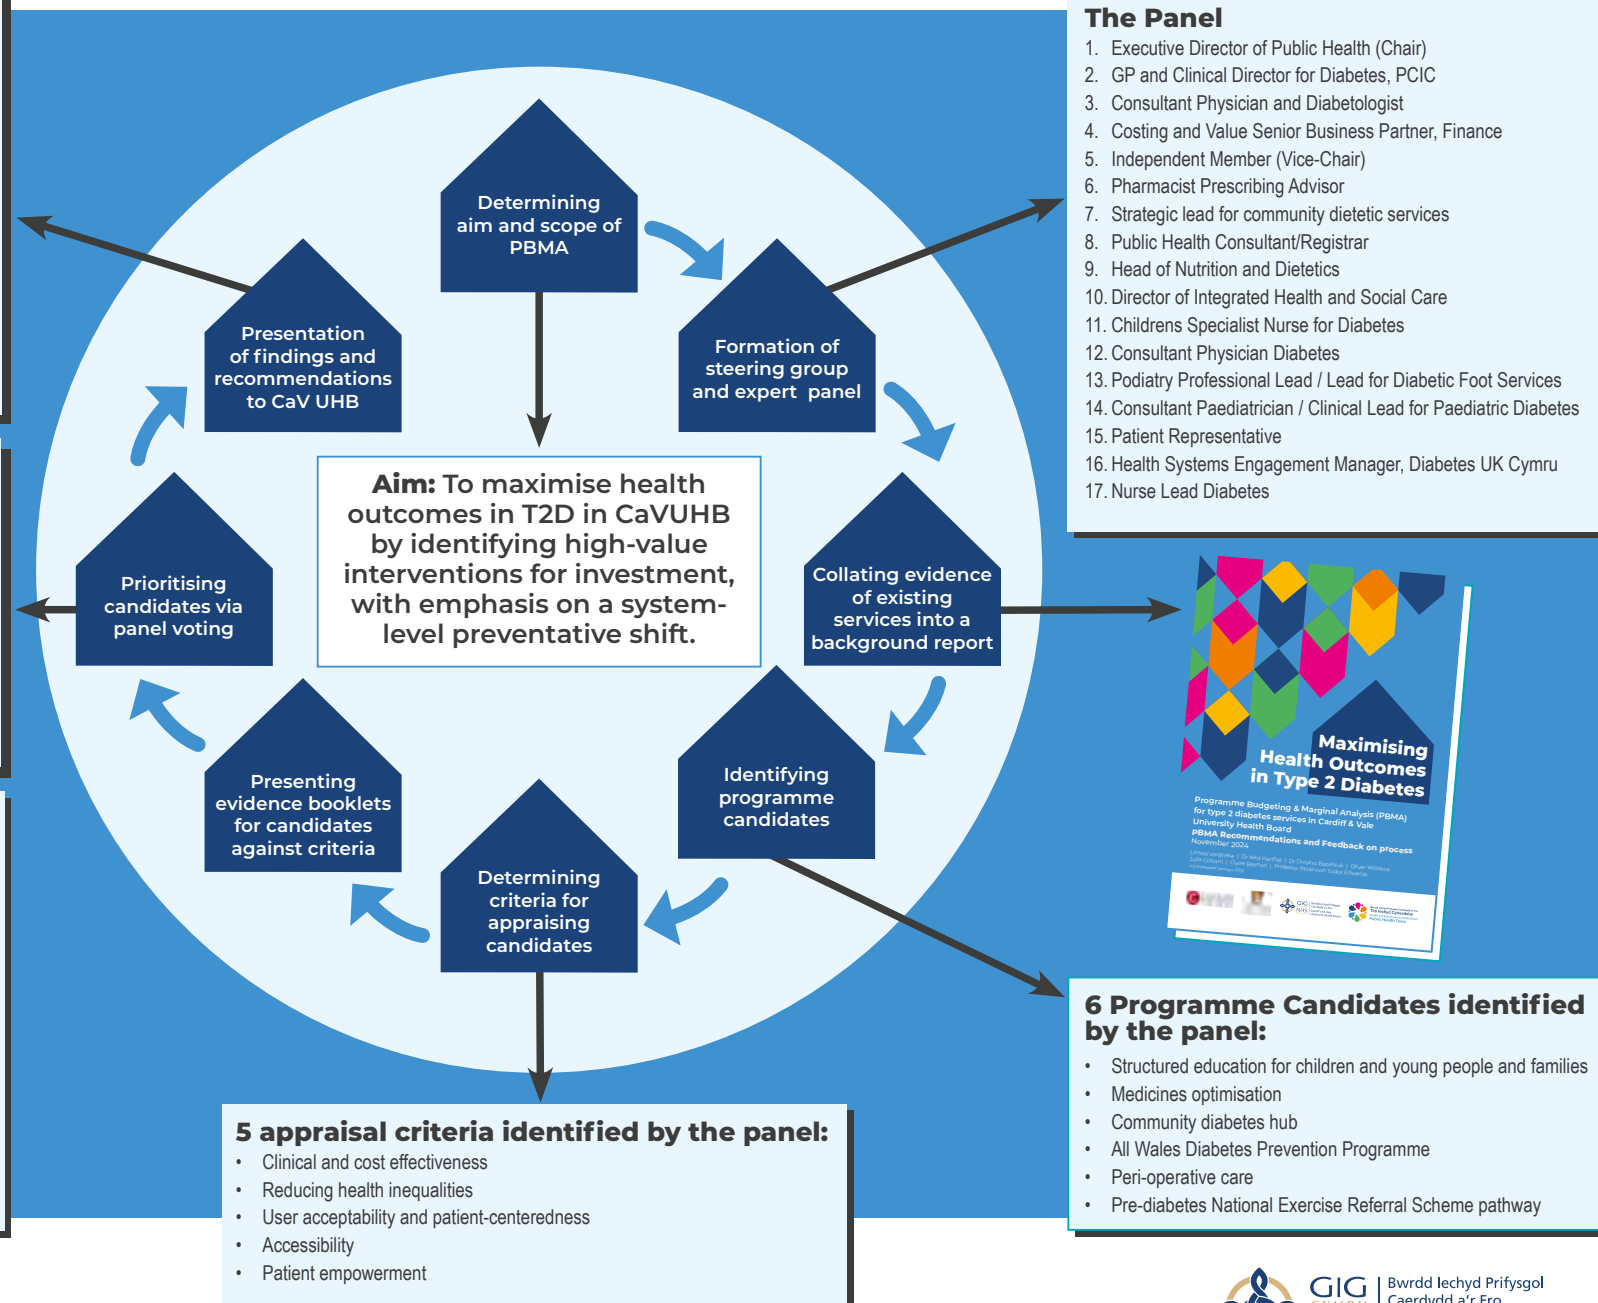 The Panel
1. Executive Director of Public Health (Chair)
2. GP and Clinical Director for Diabetes, PCIC
3. Consultant Physician and Diabetologist
4. Costing and Value Senior Business Partner, Finance
5. Independent Member (Vice-Chair)
6. Pharmacist Prescribing Advisor
7. Strategic lead for community dietetic services
8. Public Health Consultant/Registrar
9. Head of Nutrition and Dietetics
10. Director of Integrated Health and Social Care
11. Childrens Specialist Nurse for Diabetes
12. Consultant Physician Diabetes
13. Podiatry Professional Lead / Lead for Diabetic Foot Services
14. Consultant Paediatrician / Clinical Lead for Paediatric Diabetes
15. Patient Representative
16. Health Systems Engagement Manager, Diabetes UK Cymru
17. Nurse Lead Diabetes
Determining
aim and scope of
PBMA
Formation of
steering group
and expert panel
Collating evidence
of existing
services into a
background report
Identifying
programme
candidates
Determining
criteria for
appraising
candidates
Presenting
evidence booklets
for candidates
against criteria
Prioritising
candidates via
panel voting
Presentation
of findings and
recommendations
to CaV UHB
Aim: To maximise health
outcomes in T2D in CaVUHB
by identifying high-value
interventions for investment,
with emphasis on a system-
level preventative shift.
Maximising
Health Outcomes
in Type 2 Diabetes
Programme Budgeting & Marginal Analysis (PBMA)
for type 2 diabetes services in Cardiff & Vale
University Health Board
PBMA Recommendations and Feedback on process
November 2024
GIG
NHS
6 Programme Candidates identified
by the panel:
• Structured education for children and young people and families
• Medicines optimisation
• Community diabetes hub
• All Wales Diabetes Prevention Programme
• Peri-operative care
• Pre-diabetes National Exercise Referral Scheme pathway
5 appraisal criteria identified by the panel:
• Clinical and cost effectiveness
• Reducing health inequalities
• User acceptability and patient-centeredness
• Accessibility
• Patient empowerment
GIG
Bwrdd Iechyd Prifysgol
Caerdydd a'r Fro